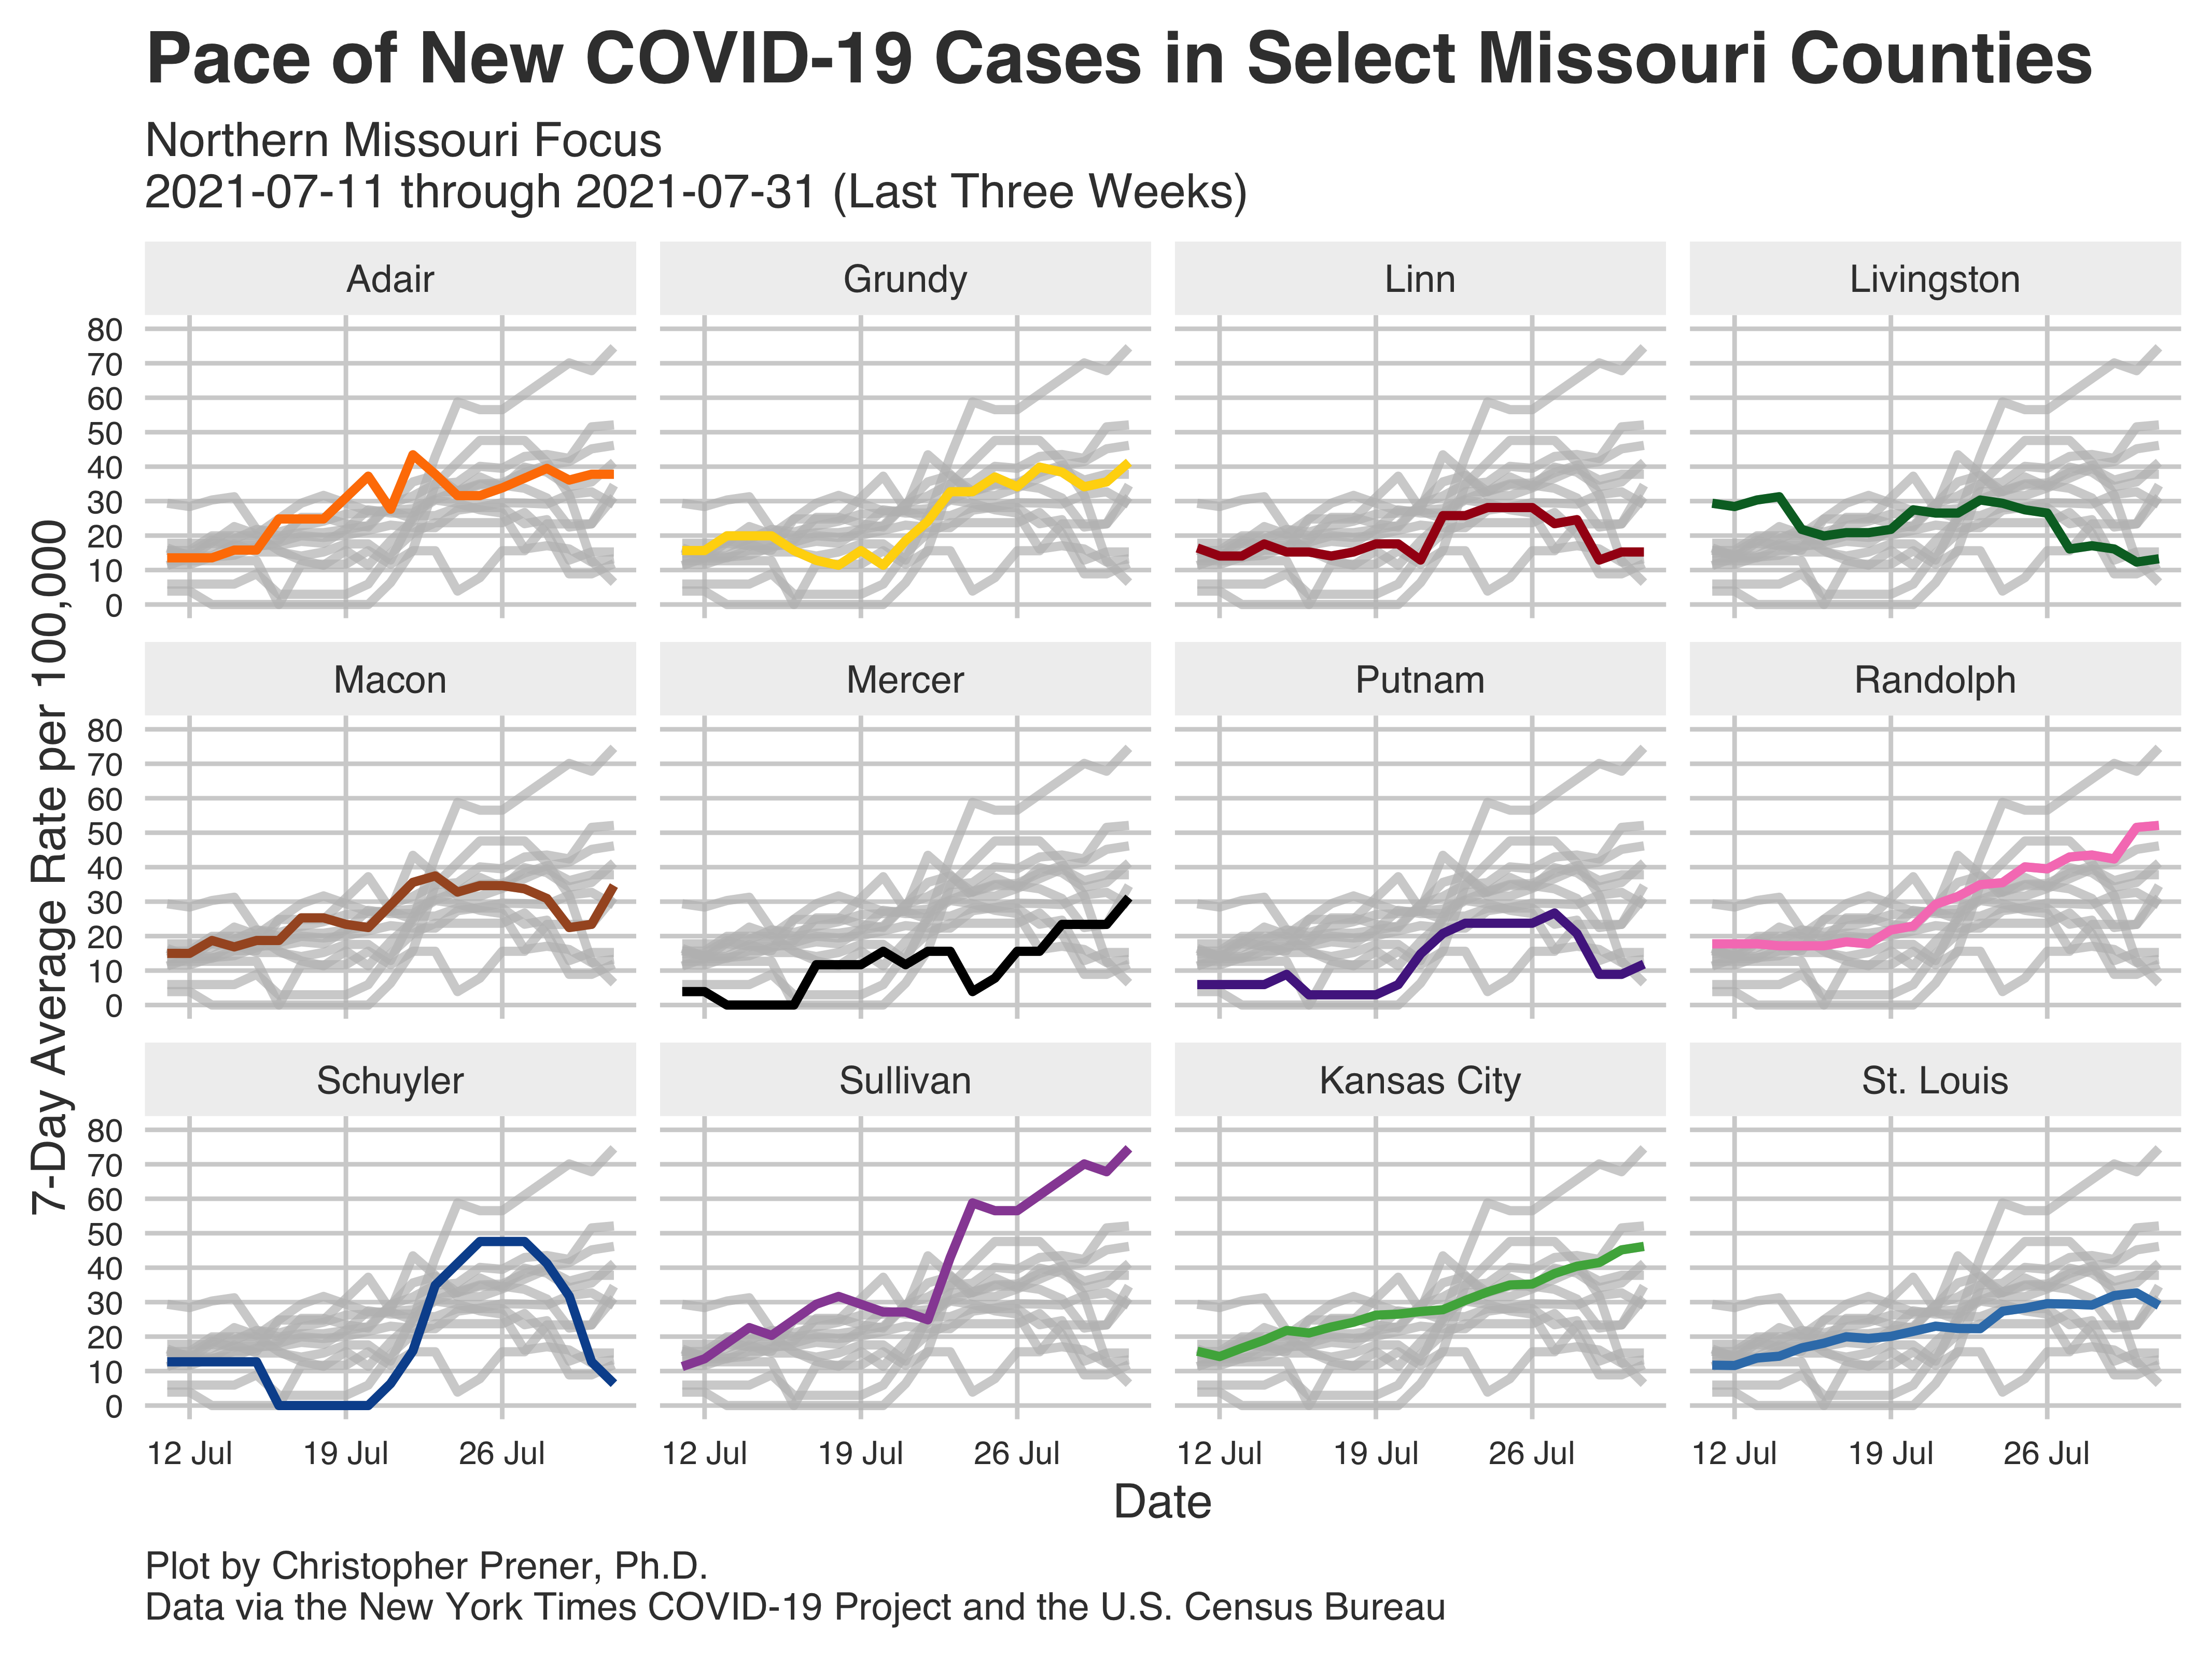 Pace of New COVID-19 Cases in Select Missouri Counties
Northern Missouri Focus
2021-07-11 through 2021-07-31 (Last Three Weeks)
7-Day Average Rate per 100,000
Adair
Grundy
Linn
Livingston
80
70
60
50
40
30
20
10
0
Macon
Mercer
Putnam
Randolph
80
70
60
50
40
30
20
10
0
Schuyler
Sullivan
Kansas City
St. Louis
80
70
60
50
40
30
20
10
0
12 Jul 19 Jul 26 Jul
12 Jul 19 Jul 26 Jul
12 Jul 19 Jul 26 Jul
12 Jul 19 Jul 26 Jul
Date
Plot by Christopher Prener, Ph.D.
Data via the New York Times COVID-19 Project and the U.S. Census Bureau